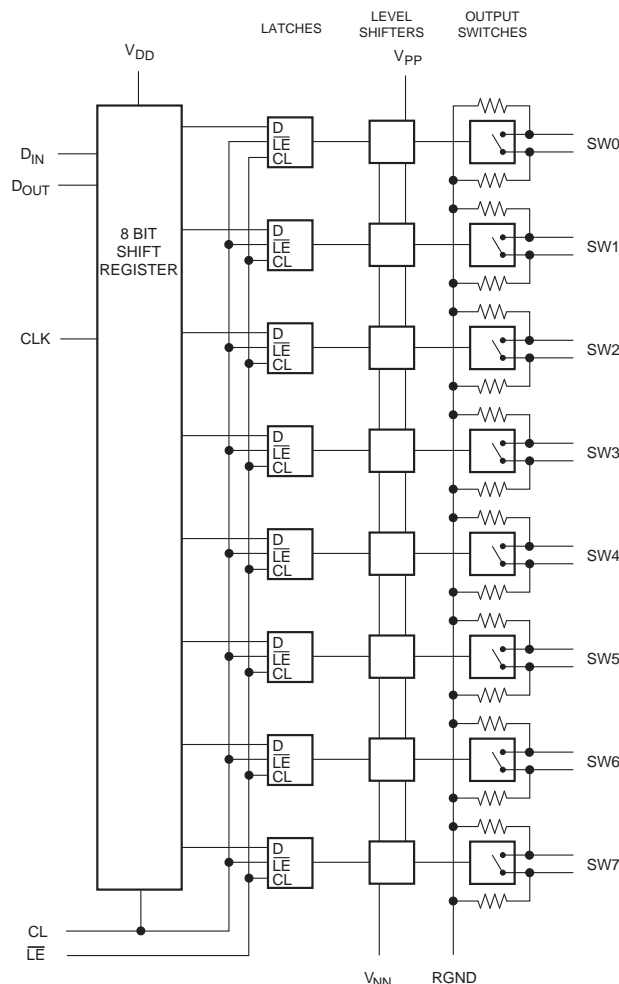 LATCHES
LEVEL
SHIFTERS
OUTPUT
SWITCHES
VDD
VPP
DIN
DOUT
8 BIT
SHIFT
REGISTER
CLK
D
LE
CL
SW0
D
LE
CL
SW1
D
LE
CL
SW2
D
LE
CL
SW3
D
LE
CL
SW4
D
LE
CL
SW5
D
LE
CL
SW6
D
LE
CL
SW7
CL
LE
VNN
RGND